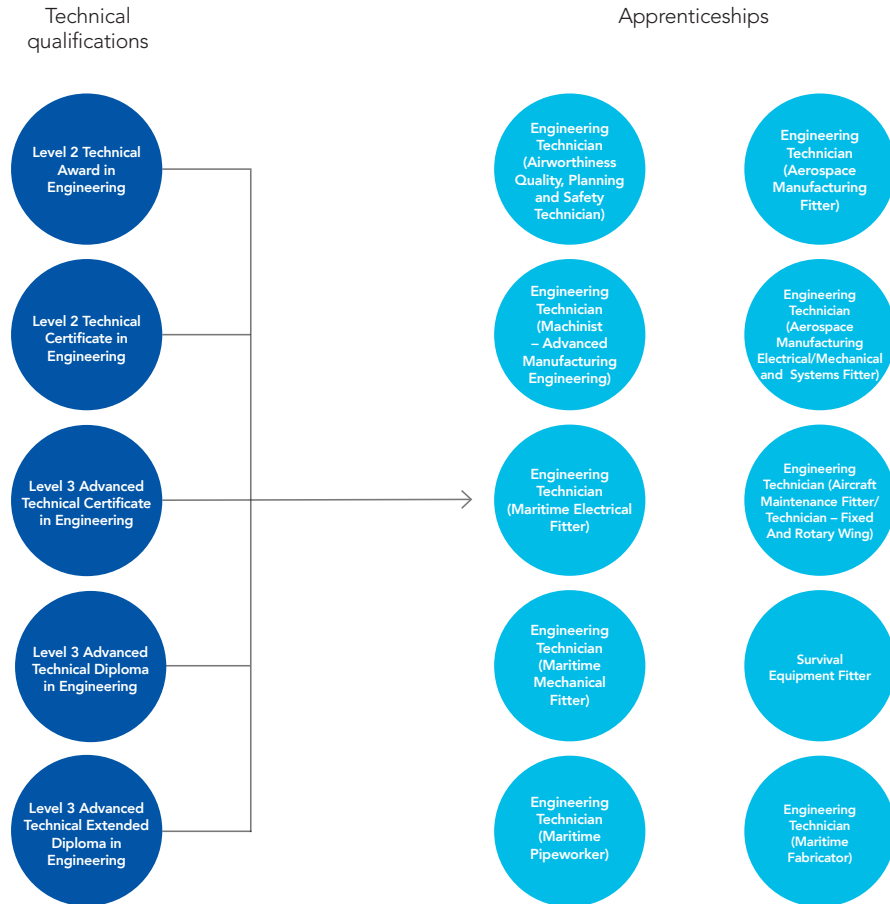 Technical
qualifications
Apprenticeships
Level 2 Technical
Award in
Engineering
Engineering
Technician
(Airworthiness
Quality, Planning
and Safety
Technician)
Engineering
Technician
(Aerospace
Manufacturing
Fitter)
Level 2 Technical
Certificate in
Engineering
Engineering
Technician
(Machinist
– Advanced
Manufacturing
Engineering)
Engineering
Technician
(Aerospace
Manufacturing
Electrical/Mechanical
and Systems Fitter)
Level 3 Advanced
Technical Certificate
in Engineering
Engineering
Technician
(Maritime Electrical
Fitter)
Engineering
Technician (Aircraft
Maintenance Fitter/
Technician – Fixed
And Rotary Wing)
Level 3 Advanced
Technical Diploma
in Engineering
Engineering
Technician
(Maritime
Mechanical
Fitter)
Survival
Equipment Fitter
Level 3 Advanced
Technical Extended
Diploma in
Engineering
Engineering
Technician
(Maritime
Pipeworker)
Engineering
Technician
(Maritime
Fabricator)